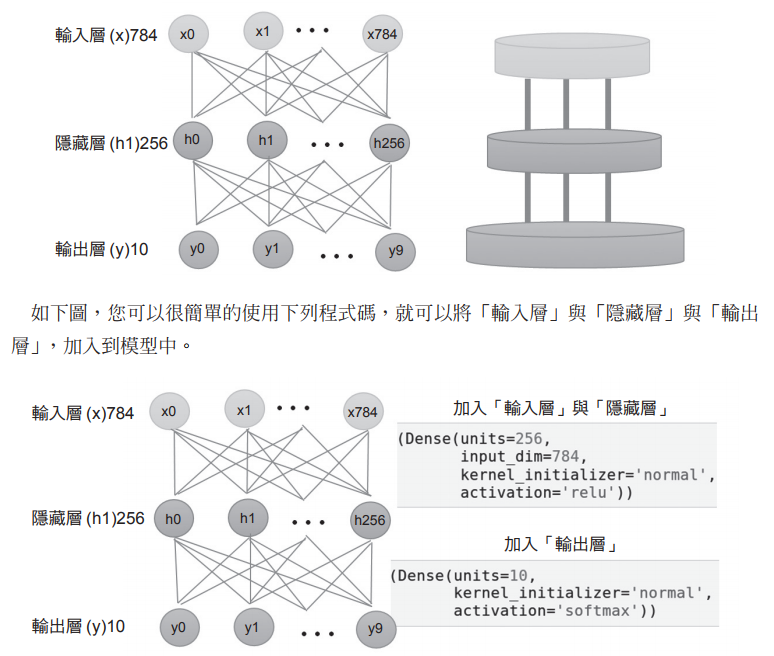 輸入層 (x)784 x0 x1 ••• x784
隱藏層 (h1)256 h0 h1 ••• h256
輸出層 (y)10 y0 y1 ••• y9
如下圖,您可以很簡單的使用下列程式碼,就可以將「輸入層」與「隱藏層」與「輸出
層」,加入到模型中。
輸入層 (x)784 x0 x1 ••• x784
隱藏層 (h1)256 h0 h1 ••• h256
輸出層 (y)10 y0 y1 ••• y9
加入「輸入層」與「隱藏層」
(Dense(units=256,
input_dim=784,
kernel_initializer='normal',
activation='relu'))
加入「輸出層」
(Dense(units=10,
kernel_initializer='normal',
activation='softmax'))